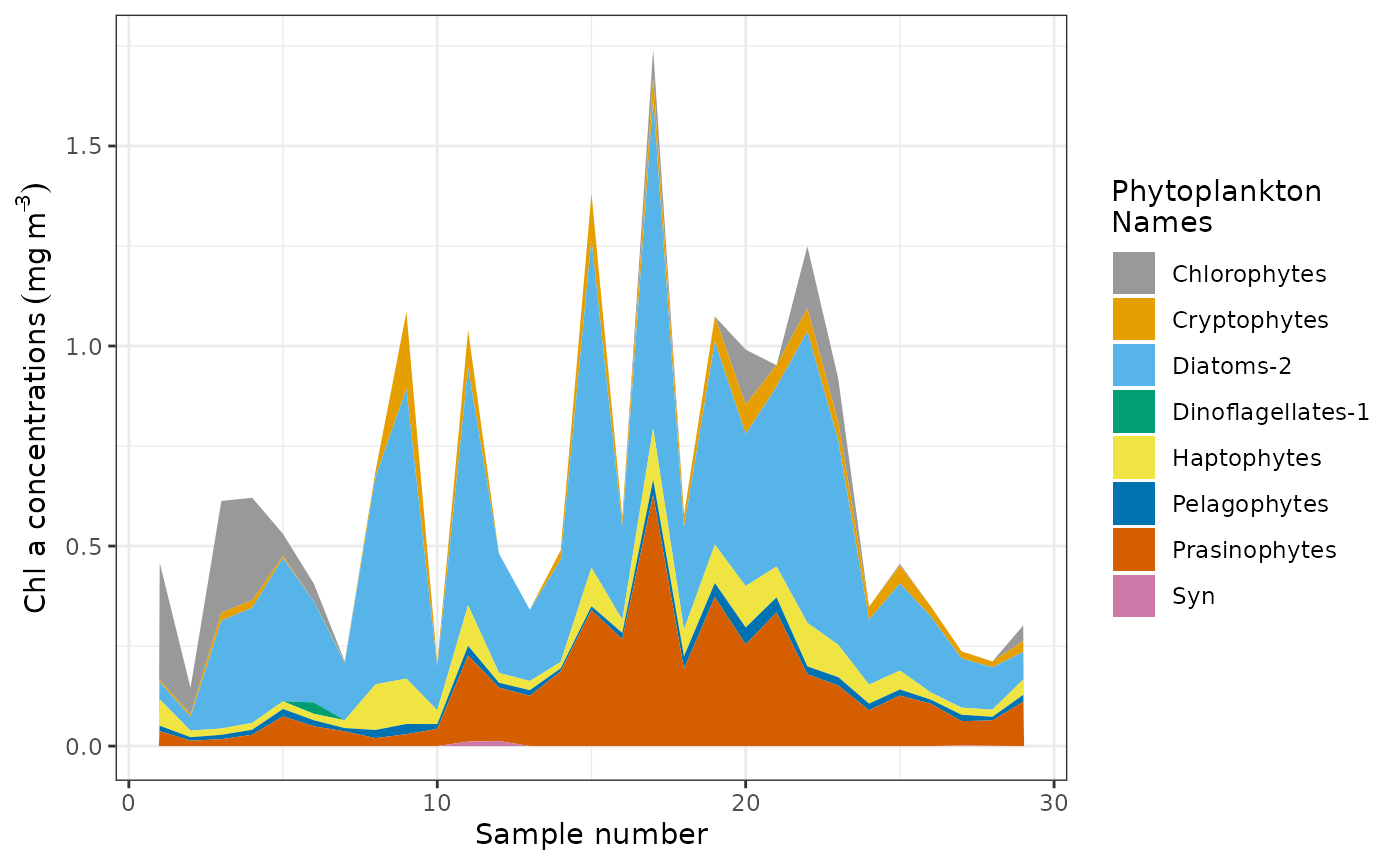 Chl a concentrations (mg m⁻³)
1.5
1.0
0.5
0.0
0
10
20
30
Sample number
Phytoplankton
Names
Chlorophytes
Cryptophytes
Diatoms-2
Dinoflagellates-1
Haptophytes
Pelagophytes
Prasinophytes
Syn